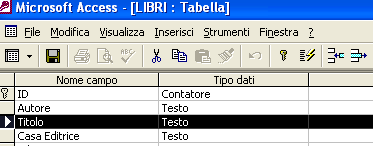 Microsoft Access - [LIBRI : Tabella]
File Modifica Visualizza Inserisci Strumenti Finestra ?
Nome campo Tipo dati
ID Contatore
Autore Testo
Titolo Testo
Casa Editrice Testo